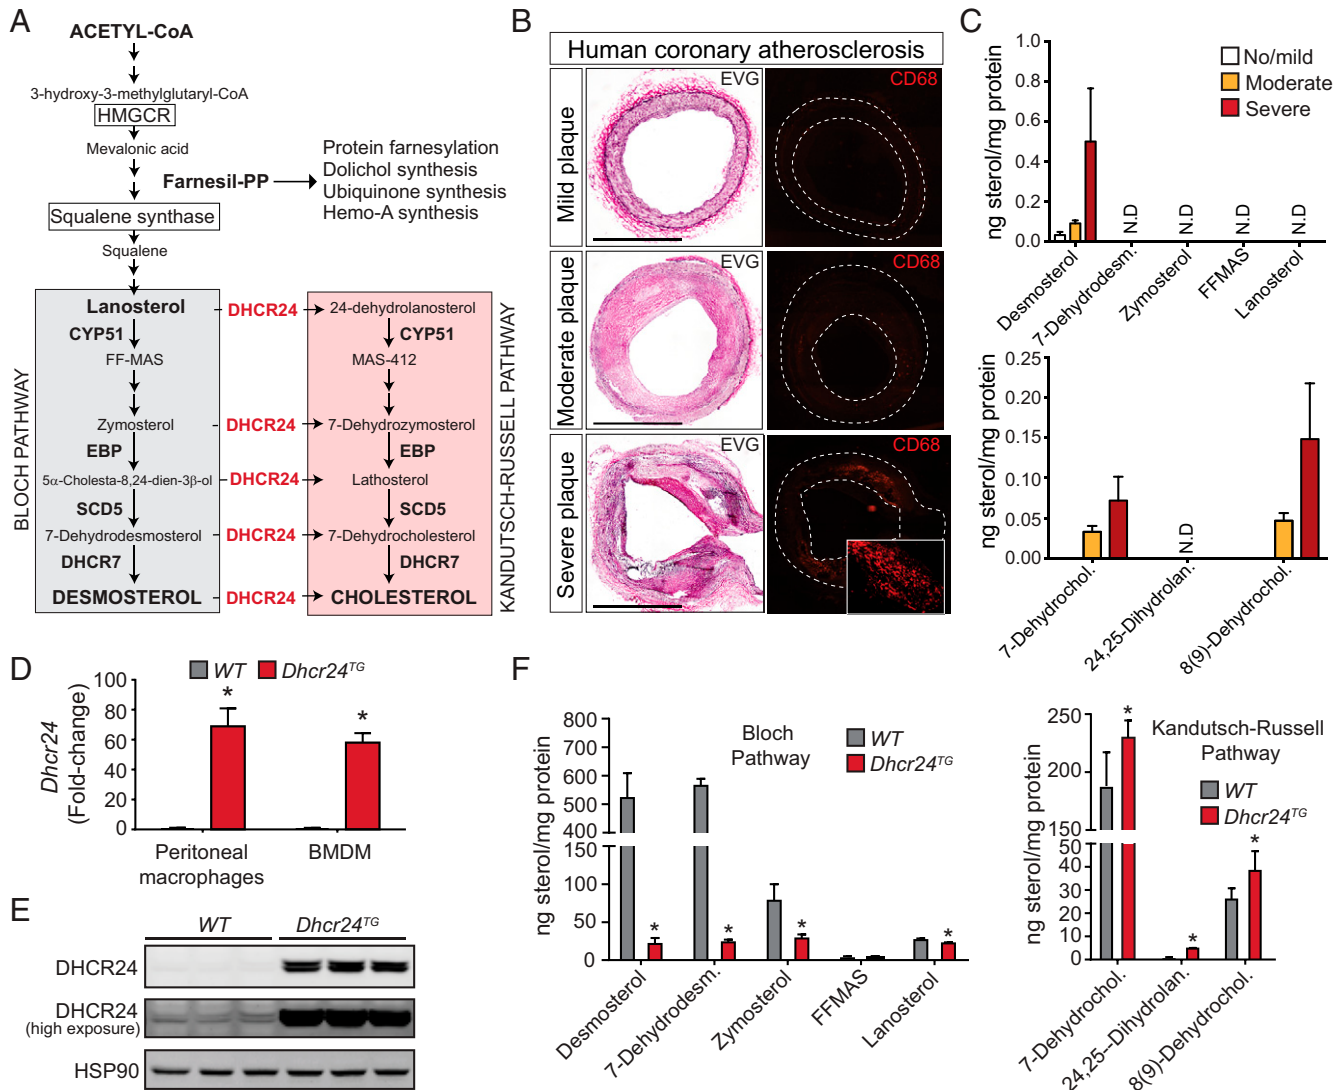 A
ACETYL-CoA
3-hydroxy-3-methylglutaryl-CoA
HMGCR
Mevalonic acid
Farnesil-PP
Protein farnesylation
Dolichol synthesis
Ubiquinone synthesis
Hemo-A synthesis
Squalene synthase
Squalene
BLOCH PATHWAY
KANDUTSCH-RUSSELL PATHWAY
Lanosterol DHCR24 24-dehydrolanosterol
CYP51 CYP51
FF-MAS MAS-412
Zymosterol DHCR24 7-Dehydrozymosterol
EBP EBP
5α-Cholesta-8,24-dien-3β-ol DHCR24 Lathosterol
SCD5 SCD5
7-Dehydrodesmosterol DHCR24 7-Dehydrocholesterol
DHCR7 DHCR7
DESMOSTEROL DHCR24 CHOLESTEROL
B
Human coronary atherosclerosis
Mild plaque
EVG
CD68
Moderate plaque
EVG
CD68
Severe plaque
EVG
CD68
C
ng sterol/mg protein
1.0
0.8
0.6
0.4
0.2
0.0
No/mild
Moderate
Severe
N.D
N.D
N.D
N.D
Desmosterol
7-Dehydrodesm.
Zymosterol
FFMAS
Lanosterol
ng sterol/mg protein
0.25
0.20
0.15
0.10
0.05
0.00
N.D
7-Dehydrochol.
24,25-Dihydrolan.
8(9)-Dehydrochol.
D
WT Dhcr24TG
Dhcr24
(Fold-change)
100
80
60
40
20
0
*
*
Peritoneal
macrophages
BMDM
E
WT Dhcr24TG
DHCR24
DHCR24
(high exposure)
HSP90
F
ng sterol/mg protein
800
700
600
500
400
150
100
50
0
Bloch
Pathway
WT
Dhcr24TG
*
*
*
*
Desmosterol
7-Dehydrodesm.
Zymosterol
FFMAS
Lanosterol
ng sterol/mg protein
250
200
150
50
40
30
20
10
0
Kandutsch-Russell
Pathway
WT
Dhcr24TG
*
*
*
7-Dehydrochol.
24,25--Dihydrolan.
8(9)-Dehydrochol.